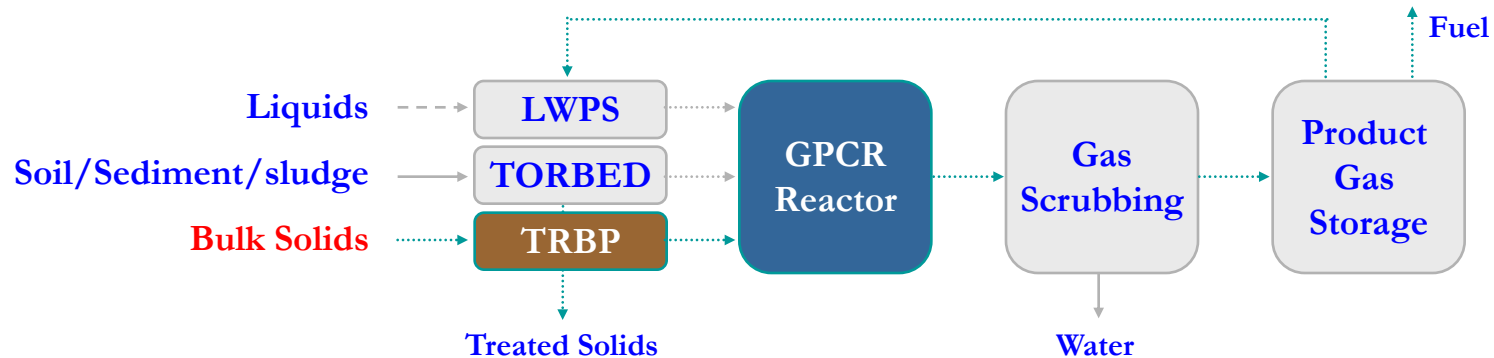 Fuel
Liquids
LWPS
Soil/Sediment/sludge
TORBED
Bulk Solids
TRBP
GPCR
Reactor
Gas
Scrubbing
Product
Gas
Storage
Treated Solids
Water